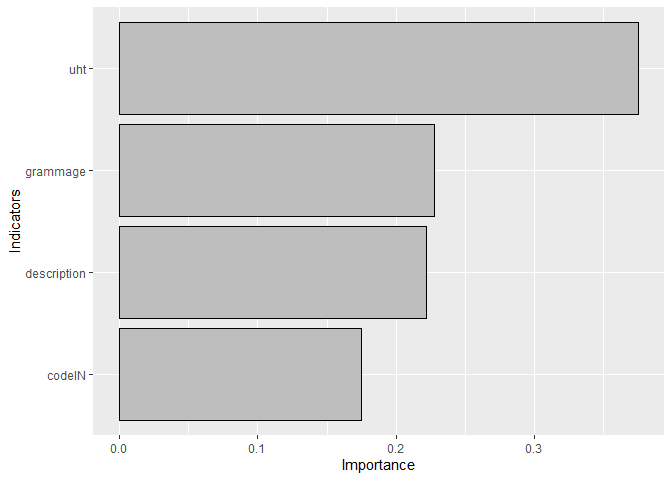 uht
grammage
description
codeIN
Indicators
0.0 0.1 0.2 0.3
Importance